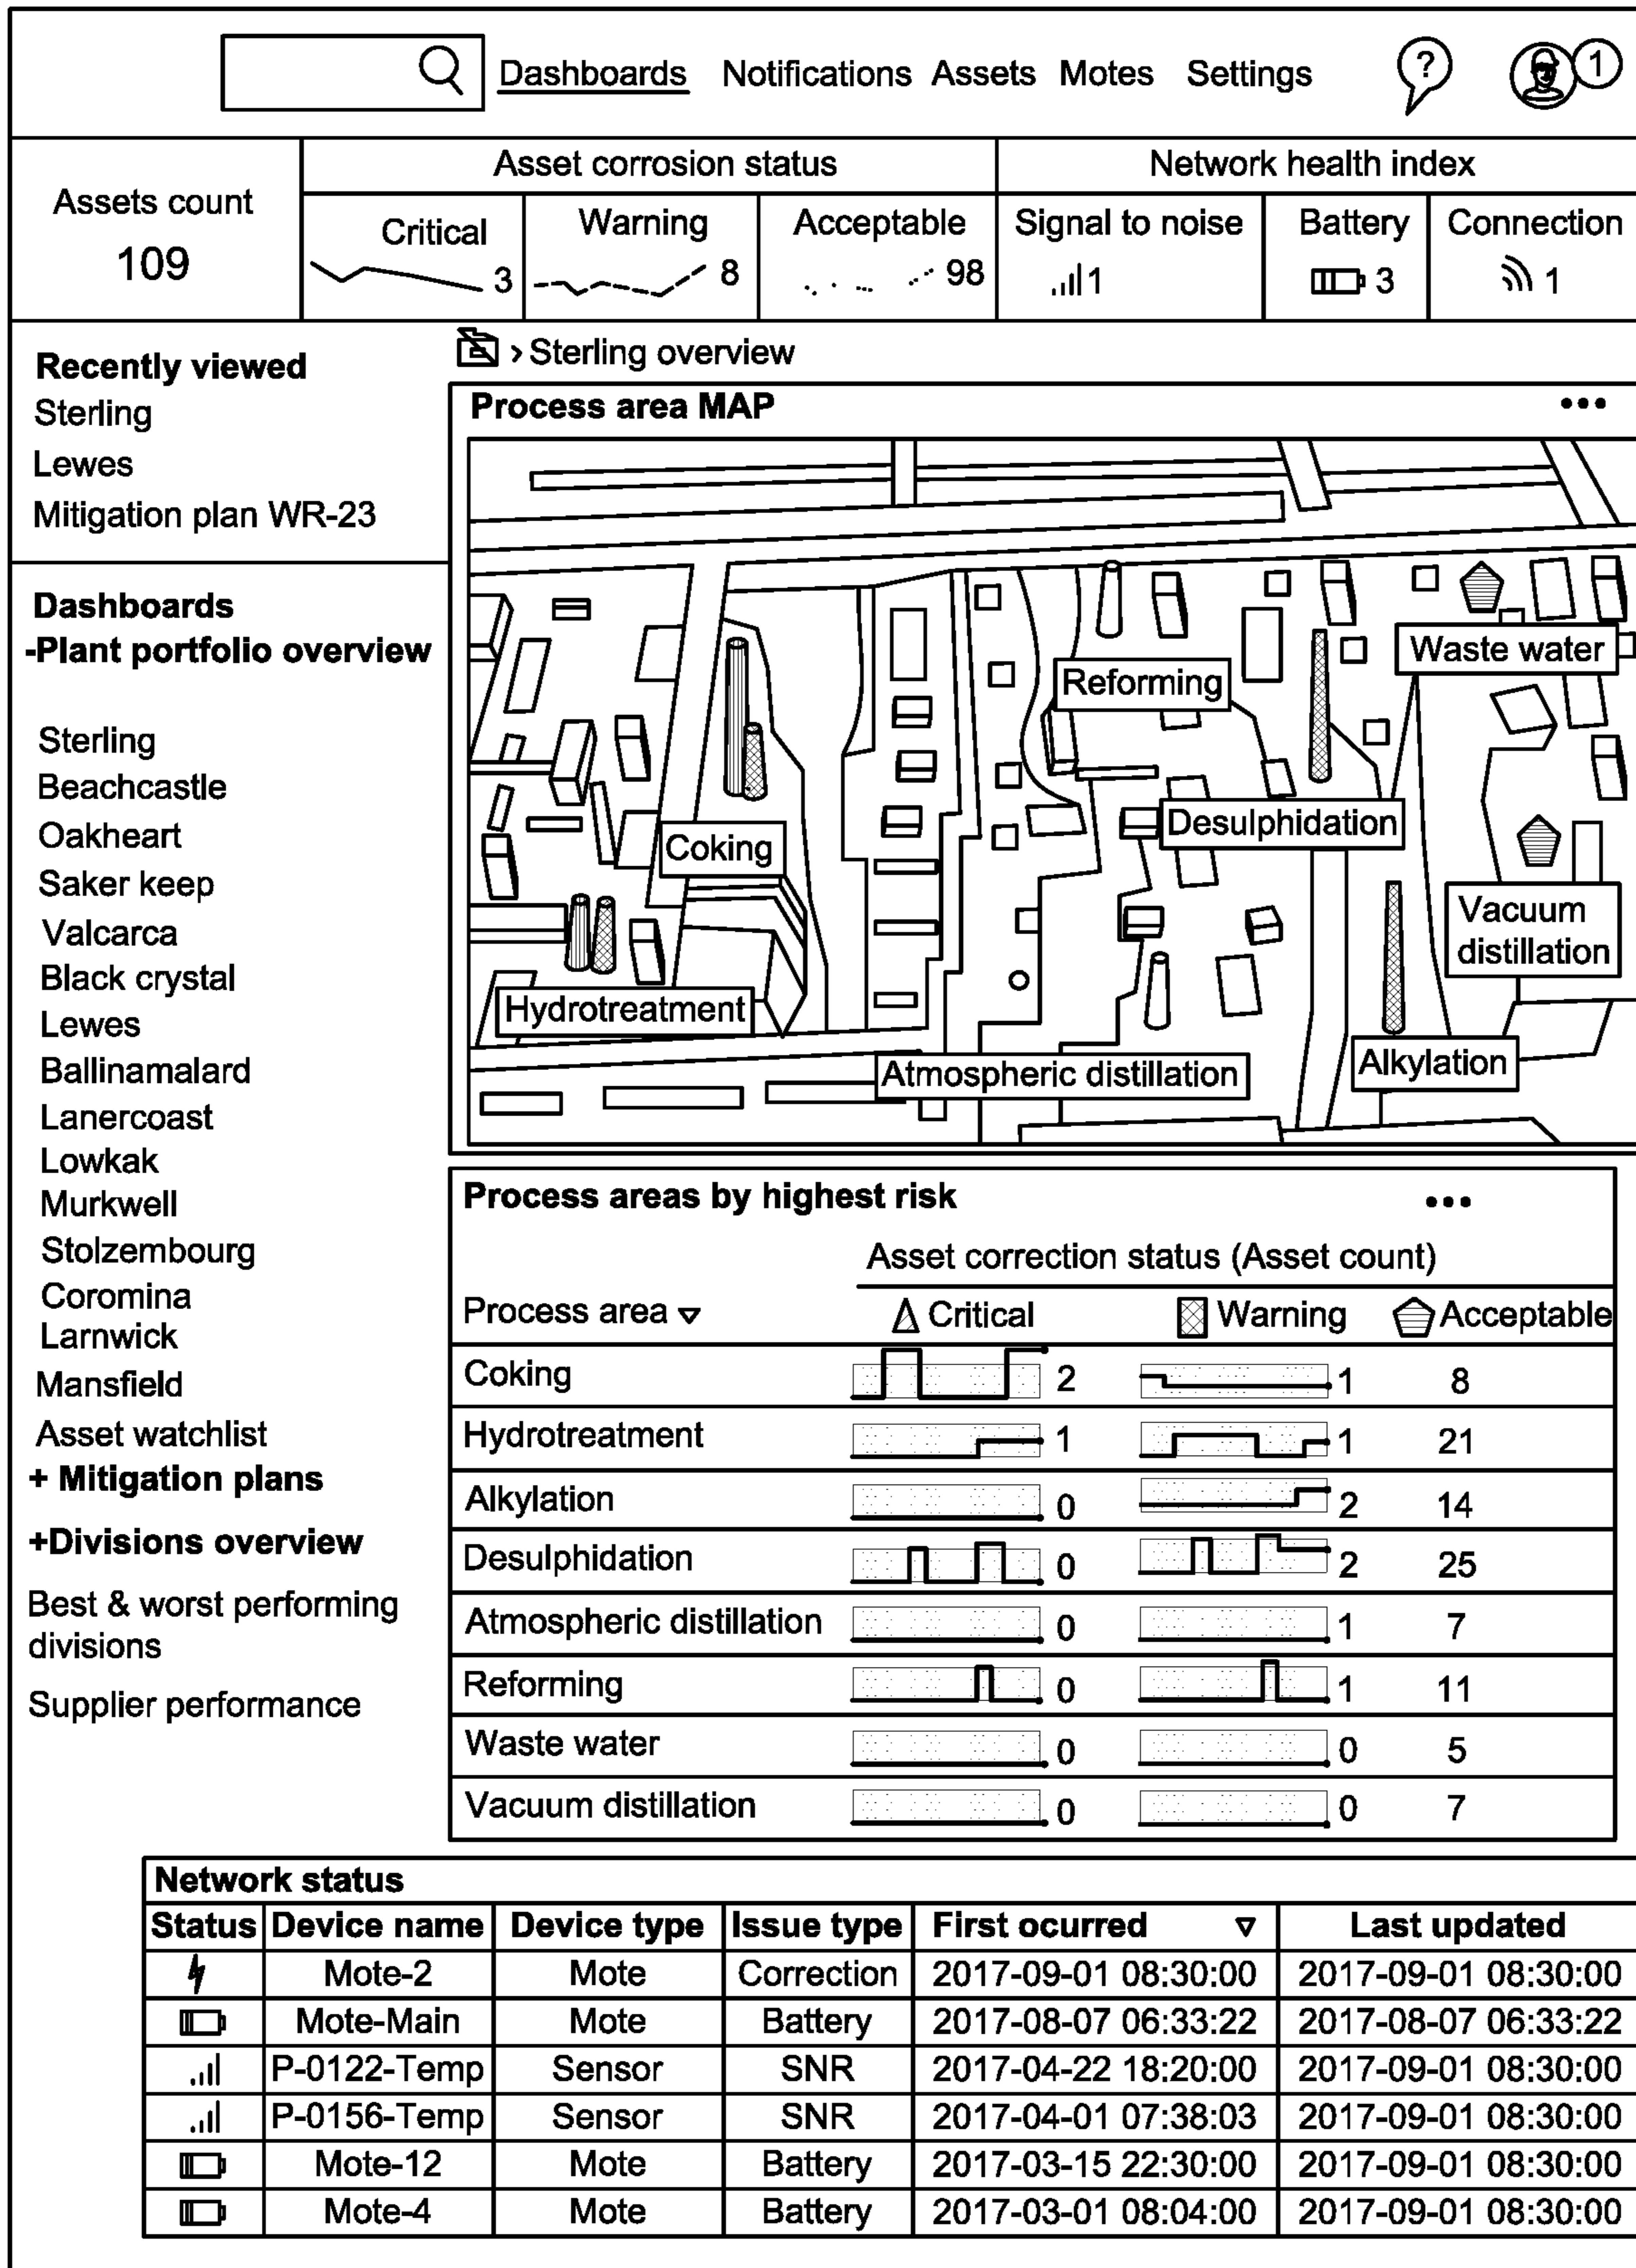 Dashboards Notifications Assets Motes Settings ? 1
Assets count
109
Asset corrosion status
Network health index
Critical
3
Warning
8
Acceptable
98
Signal to noise
1
Battery
3
Connection
1
Recently viewed
Sterling
Lewes
Mitigation plan WR-23
Dashboards
-Plant portfolio overview
Sterling
Beachcastle
Oakheart
Saker keep
Valcarca
Black crystal
Lewes
Ballinamalard
Lanercoast
Lowkak
Murkwell
Stolzembourg
Coromina
Larnwick
Mansfield
Asset watchlist
+ Mitigation plans
+Divisions overview
Best & worst performing
divisions
Supplier performance
› Sterling overview
Process area MAP •••
Waste water
Reforming
Desulphidation
Coking
Vacuum
distillation
Hydrotreatment
Atmospheric distillation
Alkylation
Process areas by highest risk •••
Asset correction status (Asset count)
Process area Critical Warning Acceptable
Coking 2 1 8
Hydrotreatment 1 1 21
Alkylation 0 2 14
Desulphidation 0 2 25
Atmospheric distillation 0 1 7
Reforming 0 1 11
Waste water 0 0 5
Vacuum distillation 0 0 7
Network status
Status Device name Device type Issue type First ocurred Last updated
Mote-2 Mote Correction 2017-09-01 08:30:00 2017-09-01 08:30:00
Mote-Main Mote Battery 2017-08-07 06:33:22 2017-08-07 06:33:22
P-0122-Temp Sensor SNR 2017-04-22 18:20:00 2017-09-01 08:30:00
P-0156-Temp Sensor SNR 2017-04-01 07:38:03 2017-09-01 08:30:00
Mote-12 Mote Battery 2017-03-15 22:30:00 2017-09-01 08:30:00
Mote-4 Mote Battery 2017-03-01 08:04:00 2017-09-01 08:30:00